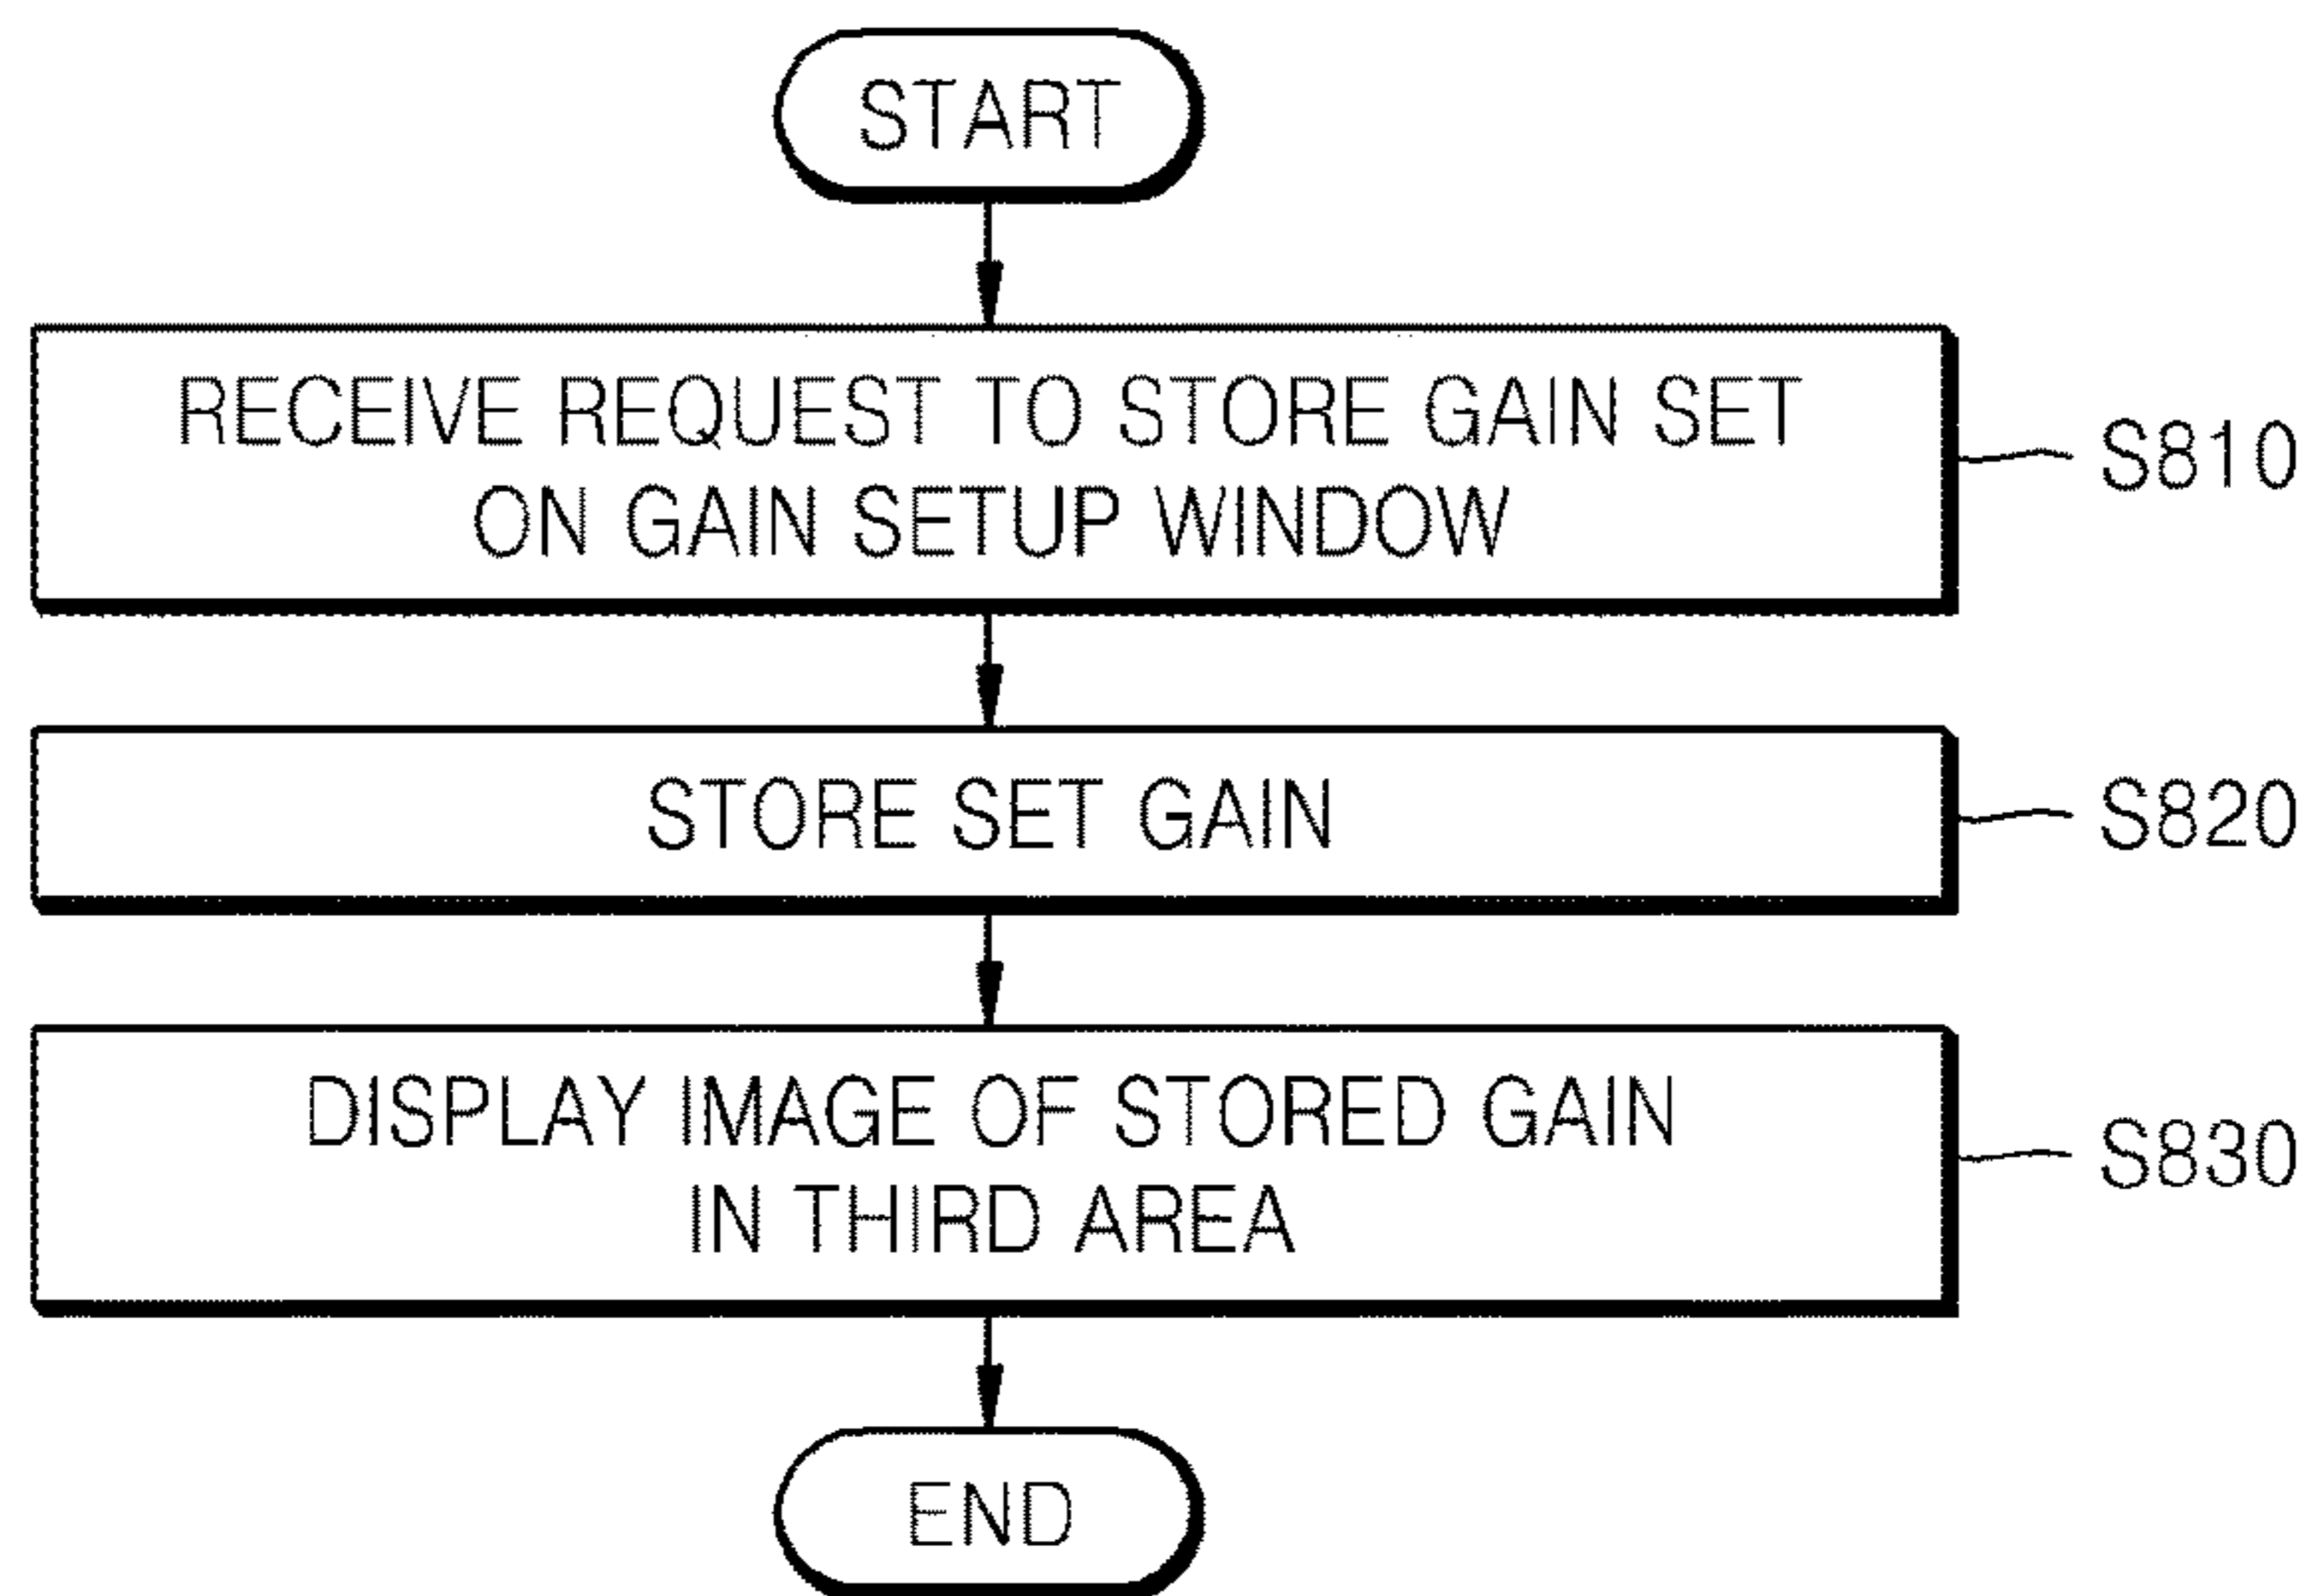 START
RECEIVE REQUEST TO STORE GAIN SET
ON GAIN SETUP WINDOW
S810
STORE SET GAIN
S820
DISPLAY IMAGE OF STORED GAIN
IN THIRD AREA
S830
END